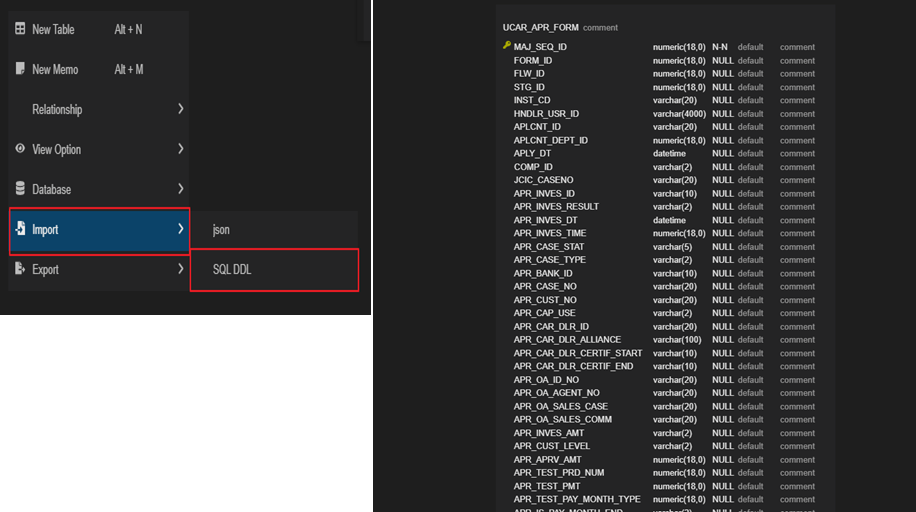 New Table Alt + N
New Memo Alt + M
Relationship
View Option
Database
Import
json
Export
SQL DDL
UCAR_APR_FORM comment
MAJ_SEQ_ID numeric(18,0) N-N default comment
FORM_ID numeric(18,0) NULL default comment
FLW_ID numeric(18,0) NULL default comment
STG_ID numeric(18,0) NULL default comment
INST_CD varchar(20) NULL default comment
HNDLR_USR_ID varchar(4000) NULL default comment
APLCNT_ID varchar(20) NULL default comment
APLCNT_DEPT_ID numeric(18,0) NULL default comment
APLY_DT datetime NULL default comment
COMP_ID varchar(2) NULL default comment
JCIC_CASENO varchar(20) NULL default comment
APR_INVES_ID varchar(10) NULL default comment
APR_INVES_RESULT varchar(2) NULL default comment
APR_INVES_DT datetime NULL default comment
APR_INVES_TIME numeric(18,0) NULL default comment
APR_CASE_STAT varchar(5) NULL default comment
APR_CASE_TYPE varchar(2) NULL default comment
APR_BANK_ID varchar(10) NULL default comment
APR_CASE_NO varchar(20) NULL default comment
APR_CUST_NO varchar(20) NULL default comment
APR_CAP_USE varchar(2) NULL default comment
APR_CAR_DLR_ID varchar(20) NULL default comment
APR_CAR_DLR_ALLIANCE varchar(100) NULL default comment
APR_CAR_DLR_CERTIF_START varchar(10) NULL default comment
APR_CAR_DLR_CERTIF_END varchar(10) NULL default comment
APR_OA_ID_NO varchar(20) NULL default comment
APR_OA_AGENT_NO varchar(20) NULL default comment
APR_OA_SALES_CASE varchar(20) NULL default comment
APR_OA_SALES_COMM varchar(20) NULL default comment
APR_INVES_AMT varchar(2) NULL default comment
APR_CUST_LEVEL varchar(2) NULL default comment
APR_APRV_AMT numeric(18,0) NULL default comment
APR_TEST_PRD_NUM numeric(18,0) NULL default comment
APR_TEST_PMT numeric(18,0) NULL default comment
APR_TEST_PAY_MONTH_TYPE numeric(18,0) NULL default comment